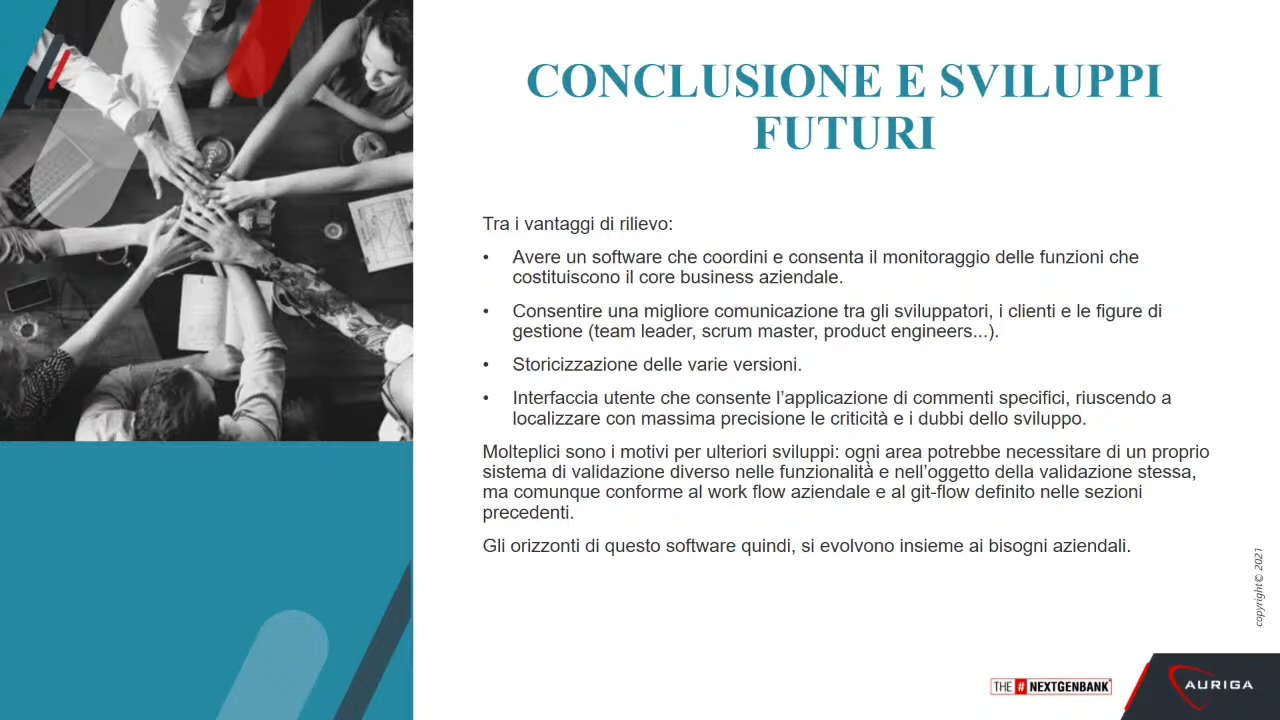 CONCLUSIONE E SVILUPPI
FUTURI
Tra i vantaggi di rilievo:
• Avere un software che coordini e consenta il monitoraggio delle funzioni che
costituiscono il core business aziendale.
• Consentire una migliore comunicazione tra gli sviluppatori, i clienti e le figure di
gestione (team leader, scrum master, product engineers...).
• Storicizzazione delle varie versioni.
• Interfaccia utente che consente l’applicazione di commenti specifici, riuscendo a
localizzare con massima precisione le criticità e i dubbi dello sviluppo.
Molteplici sono i motivi per ulteriori sviluppi: ogni area potrebbe necessitare di un proprio
sistema di validazione diverso nelle funzionalità e nell’oggetto della validazione stessa,
ma comunque conforme al work flow aziendale e al git-flow definito nelle sezioni
precedenti.
Gli orizzonti di questo software quindi, si evolvono insieme ai bisogni aziendali.
copyright© 2021
THE # NEXTGENBANK
AURIGA